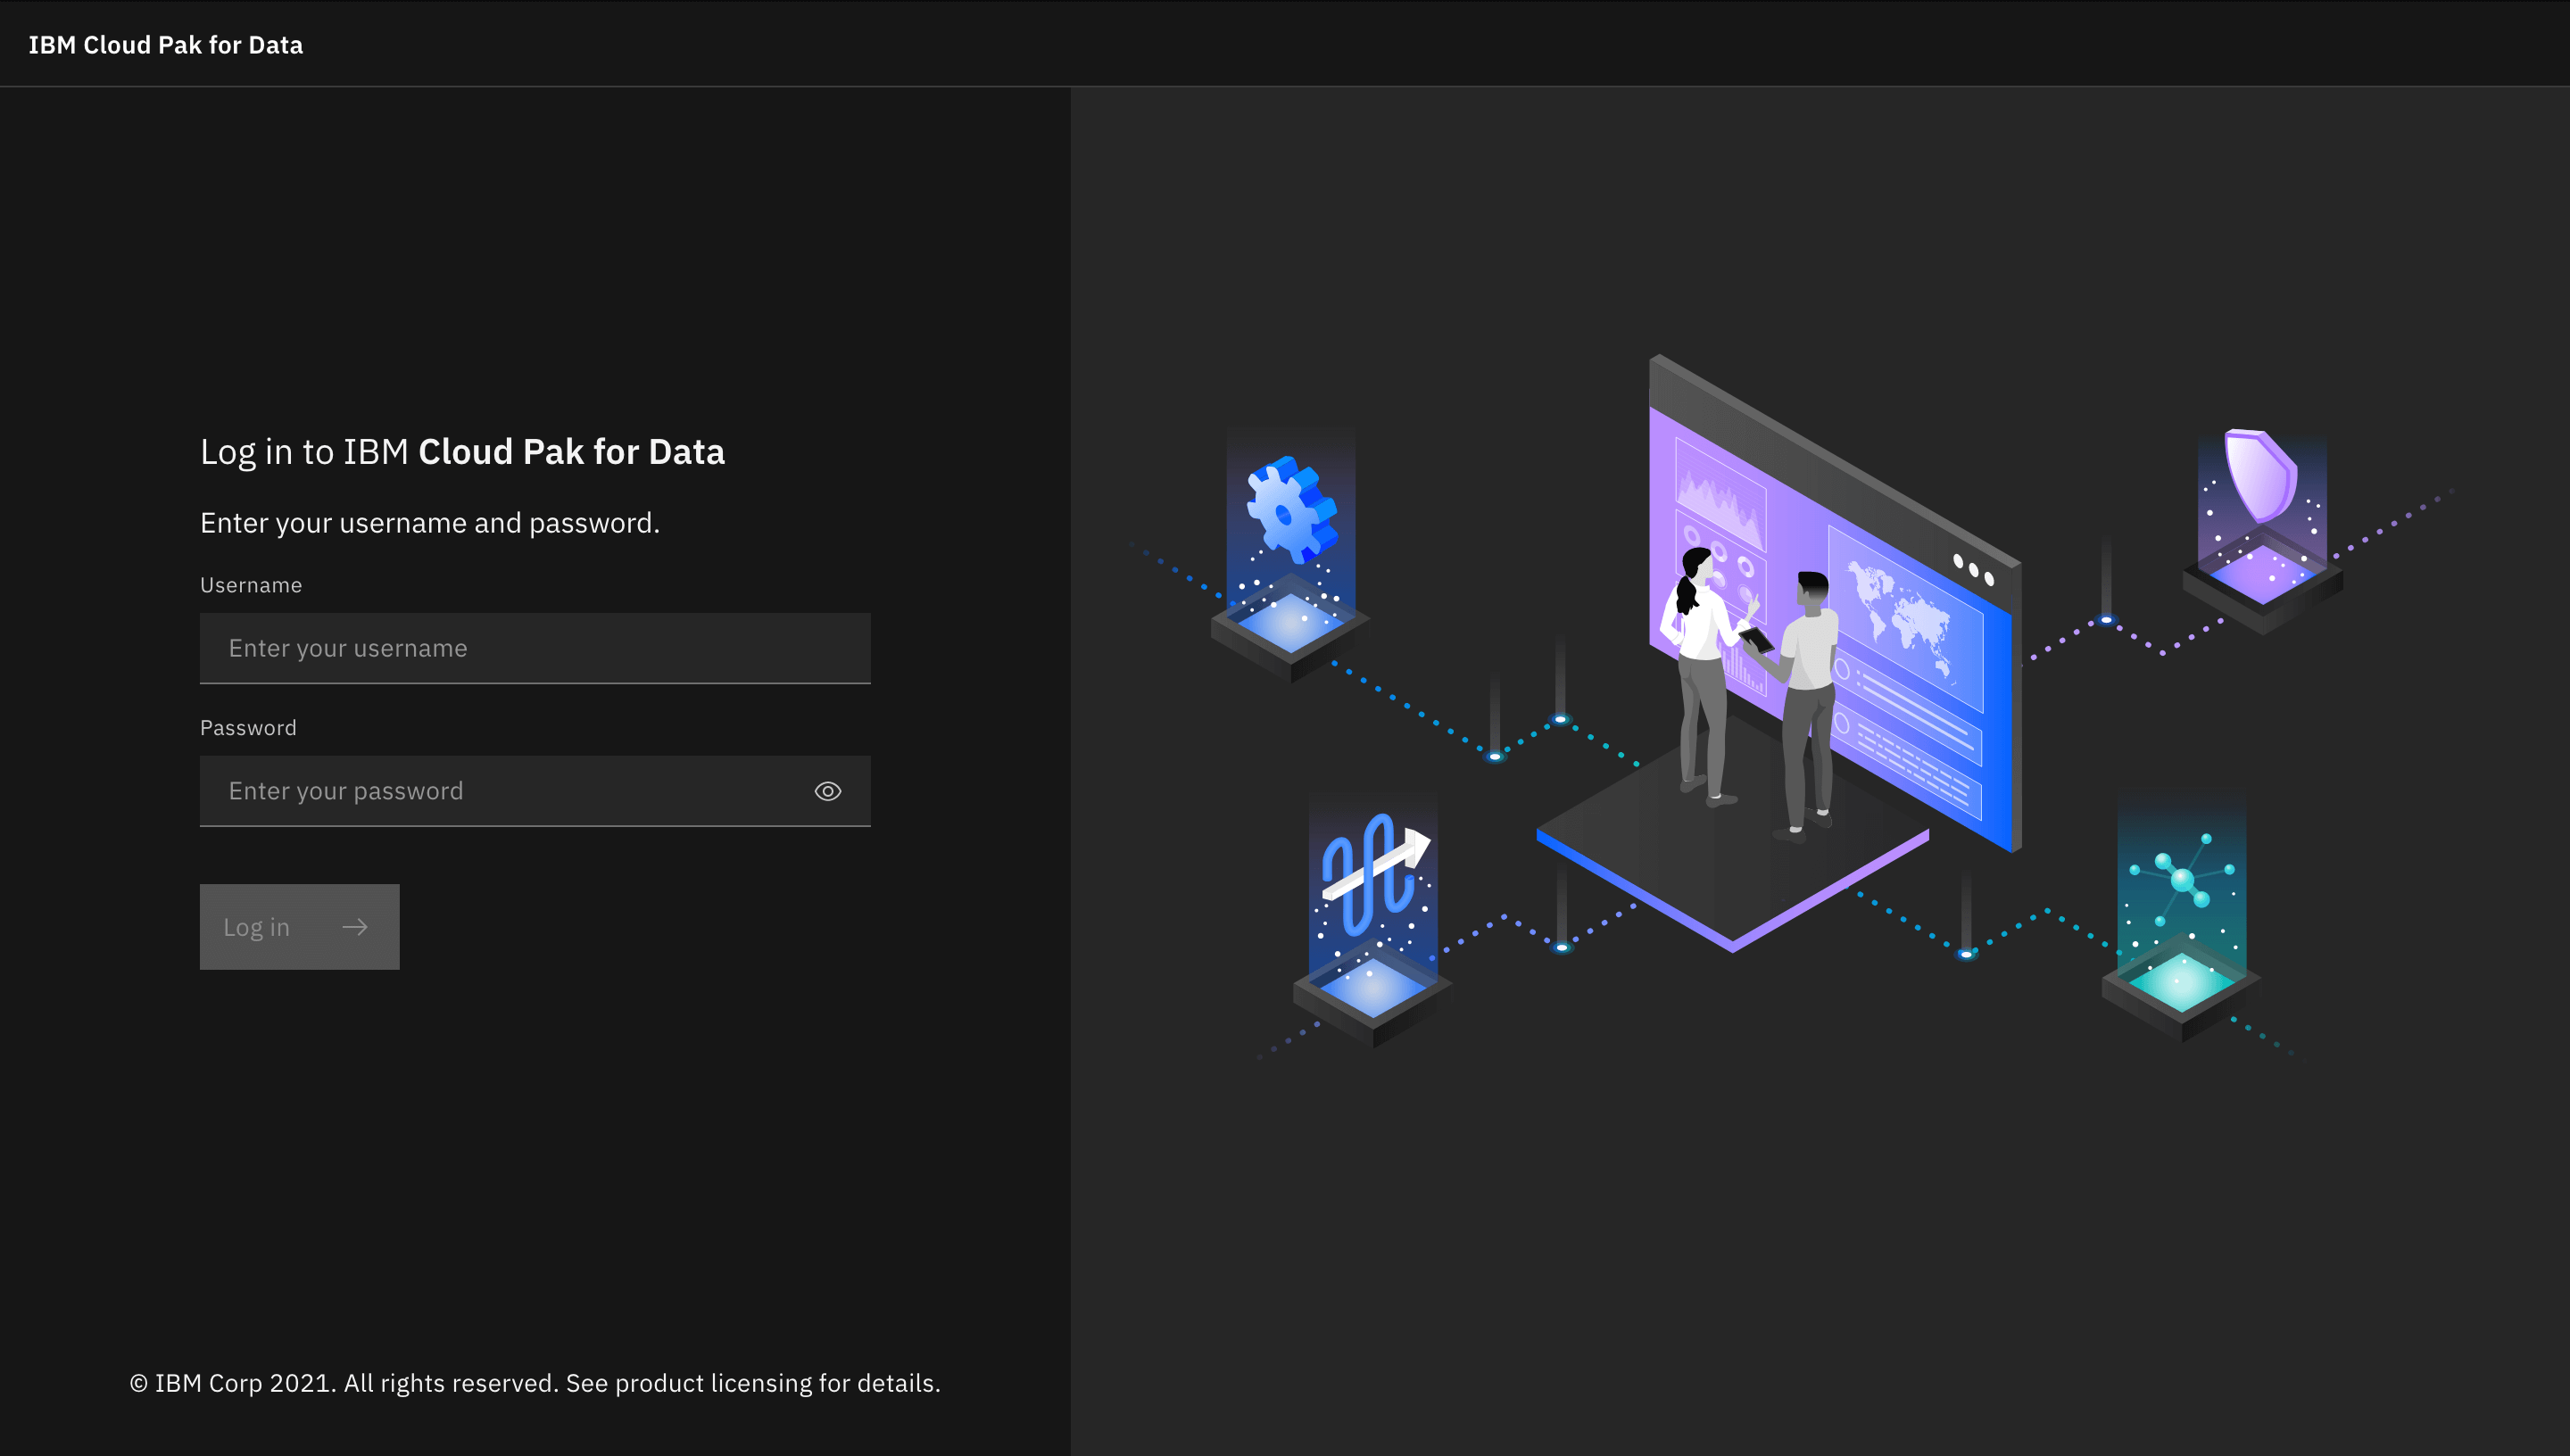 IBM Cloud Pak for Data
Log in to IBM Cloud Pak for Data
Enter your username and password.
Username
Enter your username
Password
Enter your password
Log in
© IBM Corp 2021. All rights reserved. See product licensing for details.